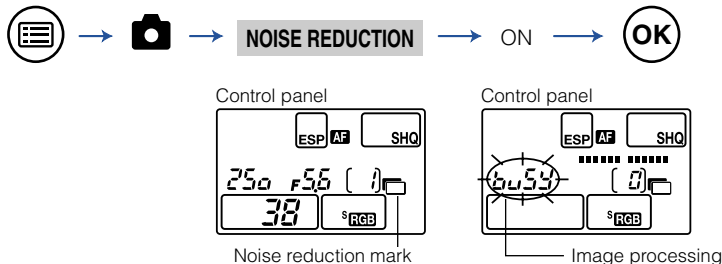 NOISE REDUCTION ON OK
Control panel
ESP AF SHQ
250 F5.6 ( 1)
38 sRGB
Noise reduction mark
Control panel
ESP AF SHQ
buSY ( 0)
sRGB
Image processing